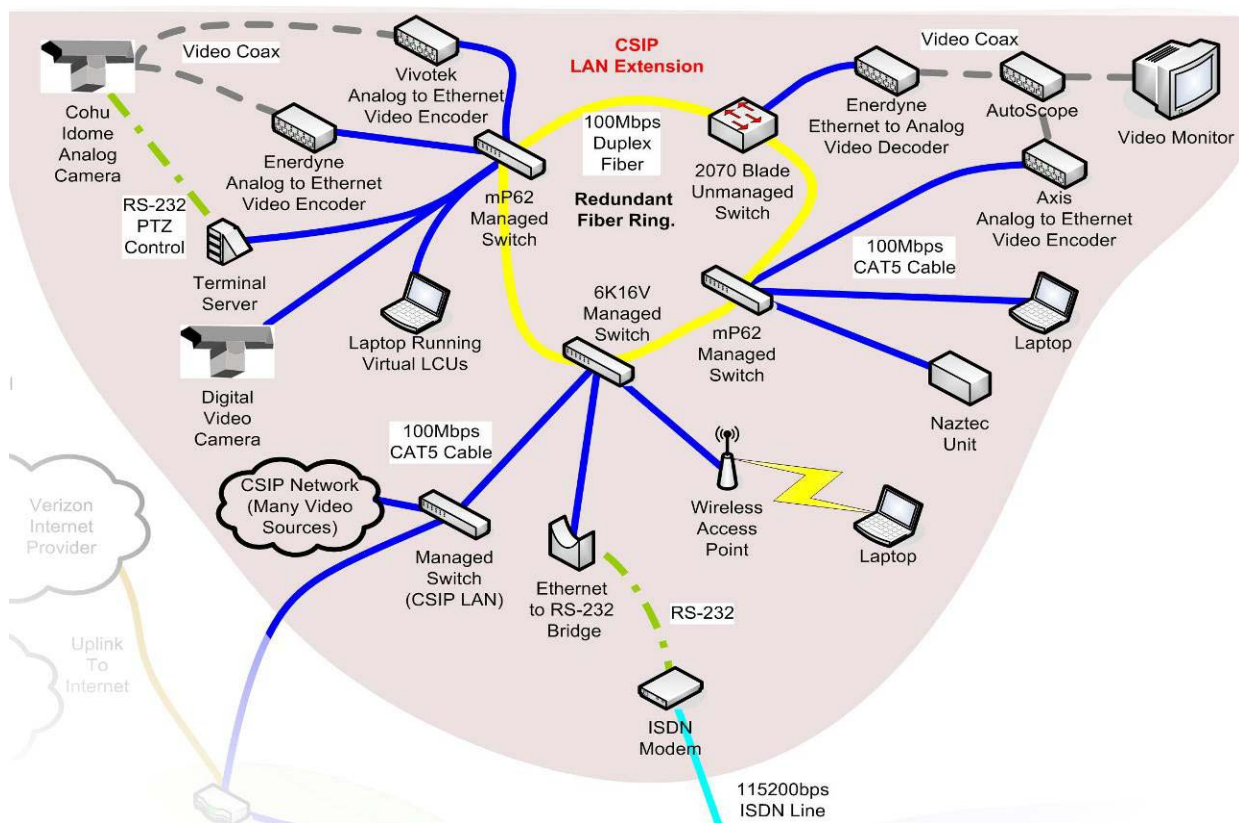 Video Coax
Vivotek
Analog to Ethernet
Video Encoder
Cohu
Idome
Analog
Camera
Enerdyne
Analog to Ethernet
Video Encoder
RS-232
PTZ
Control
Terminal
Server
Digital
Video
Camera
mP62
Managed
Switch
Laptop Running
Virtual LCUs
CSIP
LAN Extension
100Mbps
Duplex
Fiber
Redundant
Fiber Ring.
2070 Blade
Unmanaged
Switch
Video Coax
Enerdyne
Ethernet to Analog
Video Decoder
AutoScope
Video Monitor
Axis
Analog to Ethernet
Video Encoder
100Mbps
CAT5 Cable
Laptop
mP62
Managed
Switch
Naztec
Unit
6K16V
Managed
Switch
100Mbps
CAT5 Cable
CSIP Network
(Many Video
Sources)
Managed
Switch
(CSIP LAN)
Ethernet
to RS-232
Bridge
Wireless
Access
Point
Laptop
RS-232
ISDN
Modem
115200bps
ISDN Line
Verizon
Internet
Provider
Uplink
To
Internet